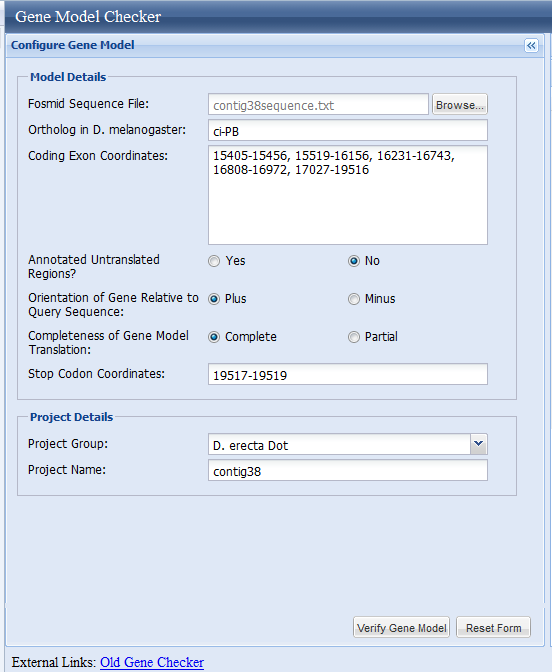 Gene Model Checker
Configure Gene Model
Model Details
Fosmid Sequence File: contig38sequence.txt Browse...
Ortholog in D. melanogaster: ci-PB
Coding Exon Coordinates: 15405-15456, 15519-16156, 16231-16743,
16808-16972, 17027-19516
Annotated Untranslated
Regions? Yes No
Orientation of Gene Relative to
Query Sequence: Plus Minus
Completeness of Gene Model
Translation: Complete Partial
Stop Codon Coordinates: 19517-19519
Project Details
Project Group: D. erecta Dot
Project Name: contig38
Verify Gene Model Reset Form
External Links: Old Gene Checker